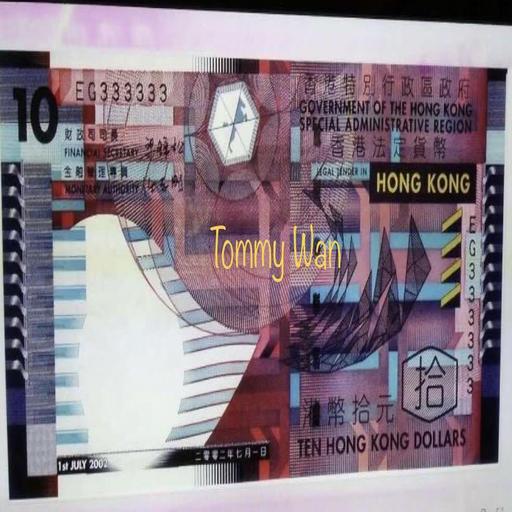 10
EG333333
財政司司長
FINANCIAL SECRETARY
金融管理專員
MONETARY AUTHORITY
香港特別行政區政府
GOVERNMENT OF THE HONG KONG
SPECIAL ADMINISTRATIVE REGION
香港法定貨幣
LEGAL TENDER IN
HONG KONG
Tommy Wan
EG333333
拾
港幣拾元
TEN HONG KONG DOLLARS
1st JULY 2002
二零零二年七月一日